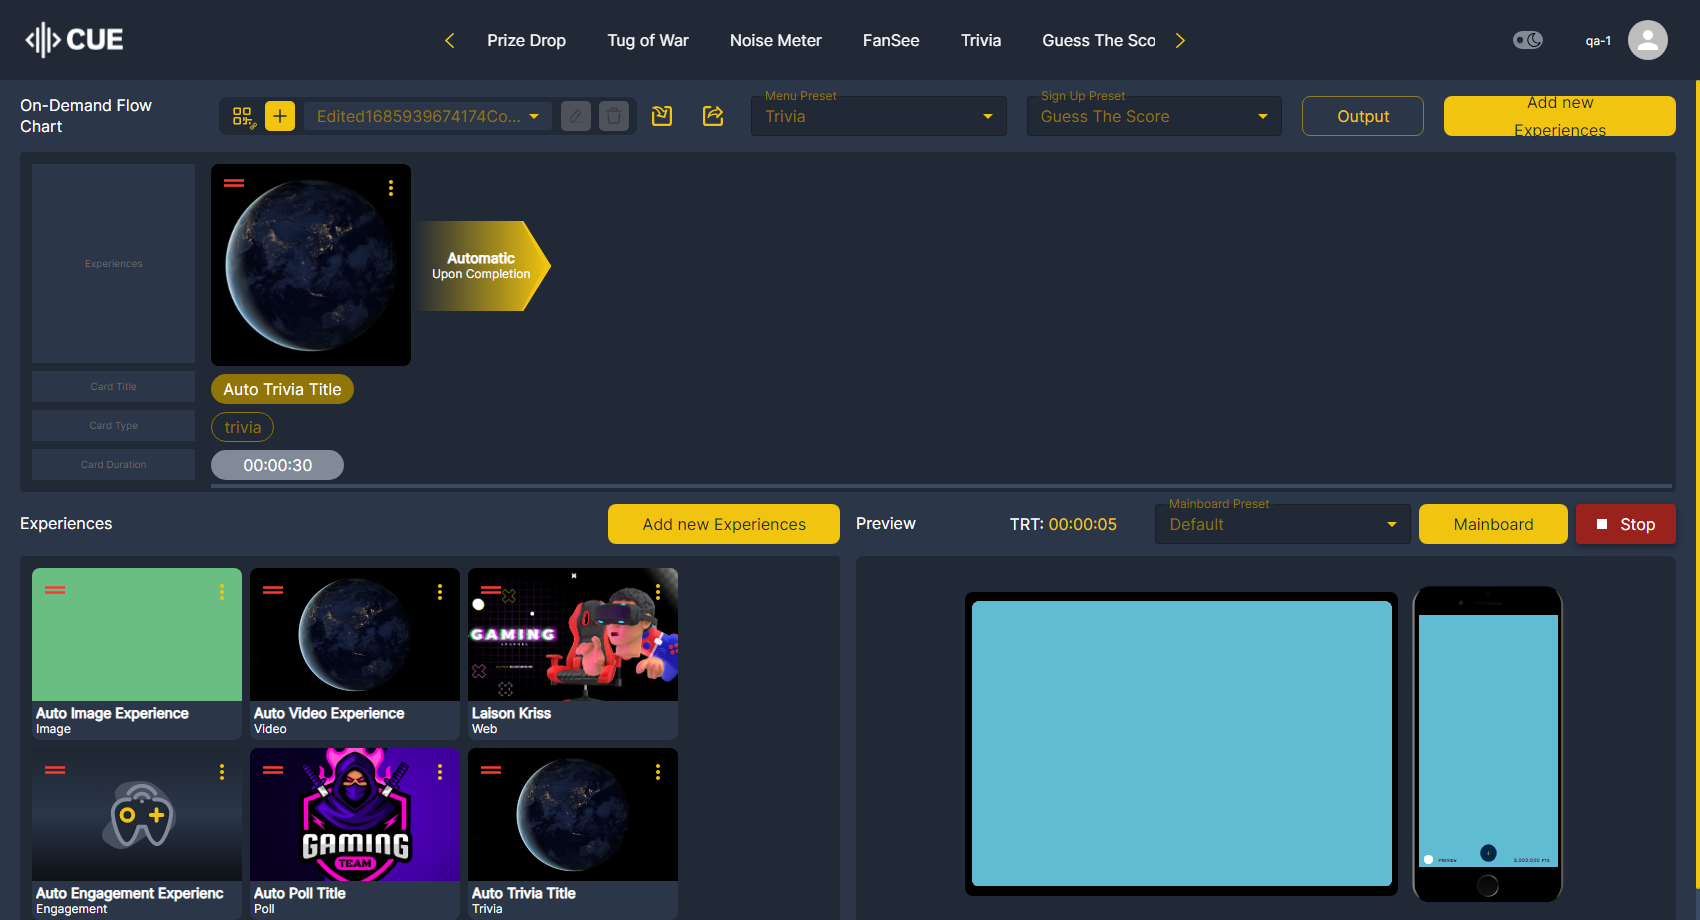 CUE
Prize Drop
Tug of War
Noise Meter
FanSee
Trivia
Guess The Sco
qa-1
On-Demand Flow
Chart
Edited1685939674174Co...
Menu Preset
Trivia
Sign Up Preset
Guess The Score
Output
Add new
Experiences
Experiences
Automatic
Upon Completion
Card Title
Auto Trivia Title
Card Type
trivia
Card Duration
00:00:30
Experiences
Add new Experiences
Preview
TRT: 00:00:05
Mainboard Preset
Default
Mainboard
Stop
GAMING
Auto Image Experience
Image
Auto Video Experience
Video
Laison Kriss
Web
GAMING
TEAM
Auto Engagement Experienc
Engagement
Auto Poll Title
Poll
Auto Trivia Title
Trivia
PREVIEW